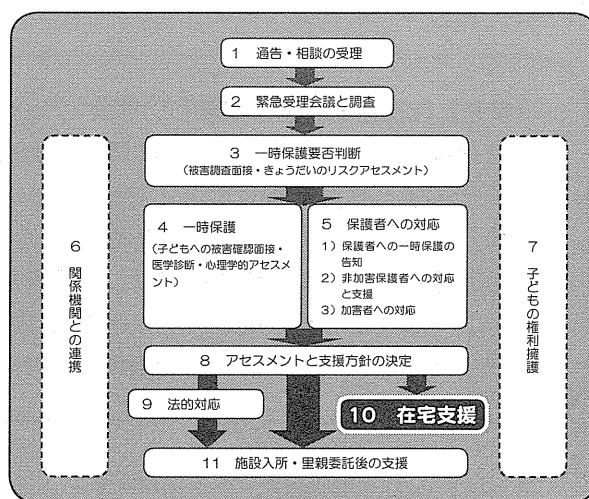 1 通告・相談の受理
2 緊急受理会議と調査
3 一時保護要否判断
(被害調査面接・きょうだいのリスクアセスメント)
4 一時保護
(子どもへの被害確認面接・
医学診断・心理学的アセスメ
ント)
5 保護者への対応
1)保護者への一時保護の
告知
2)非加害保護者への対応
と支援
3)加害者への対応
6 関係機関との連携
7 子どもの権利擁護
8 アセスメントと支援方針の決定
9 法的対応
10 在宅支援
11 施設入所・里親委託後の支援